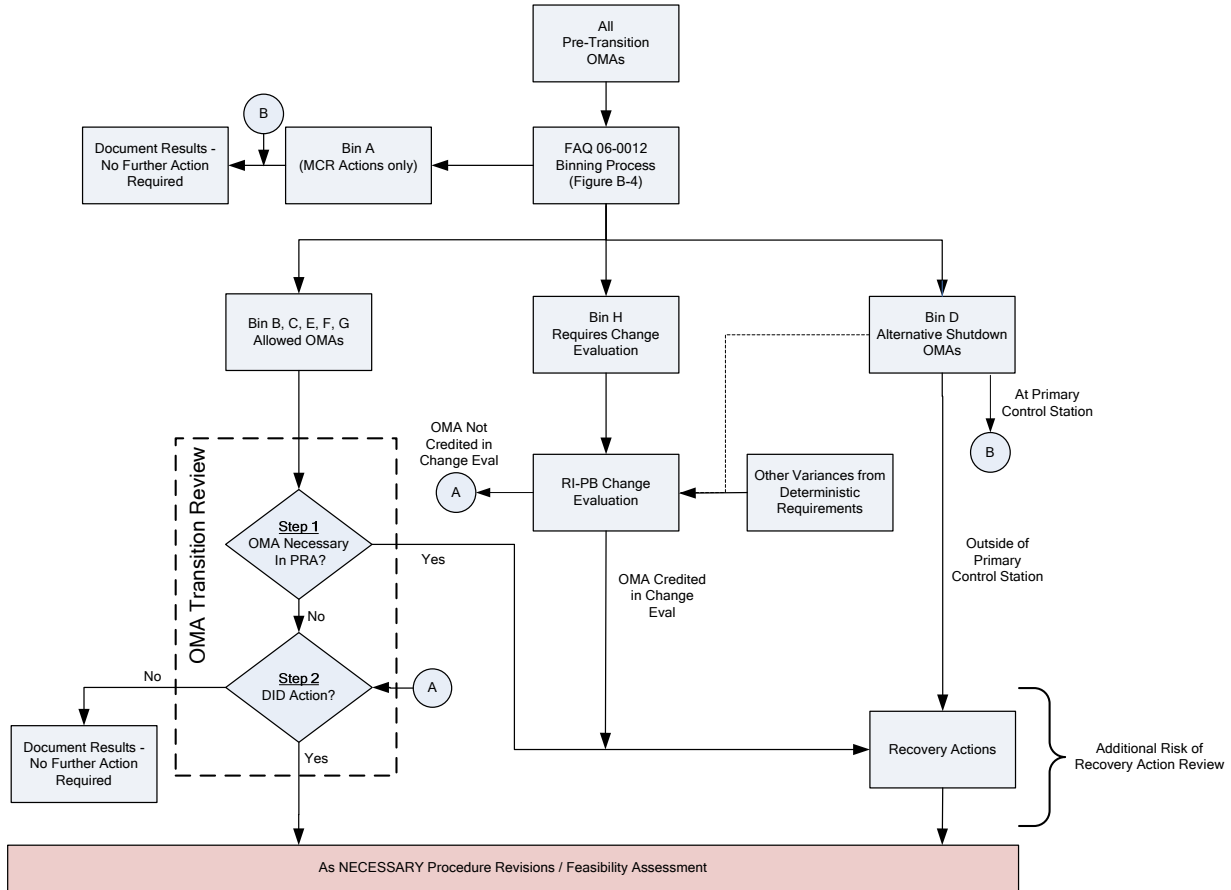 All
Pre-Transition
OMAs
B
Document Results -
No Further Action
Required
Bin A
(MCR Actions only)
FAQ 06-0012
Binning Process
(Figure B-4)
Bin B, C, E, F, G
Allowed OMAs
Bin H
Requires Change
Evaluation
Bin D
Alternative Shutdown
OMAs
At Primary
Control Station
B
OMA Not
Credited in
Change Eval
A
RI-PB Change
Evaluation
Other Variances from
Deterministic
Requirements
OMA Transition Review
Step 1
OMA Necessary
In PRA?
Yes
No
Outside of
Primary
Control Station
OMA Credited
in Change
Eval
Step 2
DID Action?
No
A
Yes
Document Results -
No Further Action
Required
Recovery Actions
Additional Risk of
Recovery Action Review
As NECESSARY Procedure Revisions / Feasibility Assessment